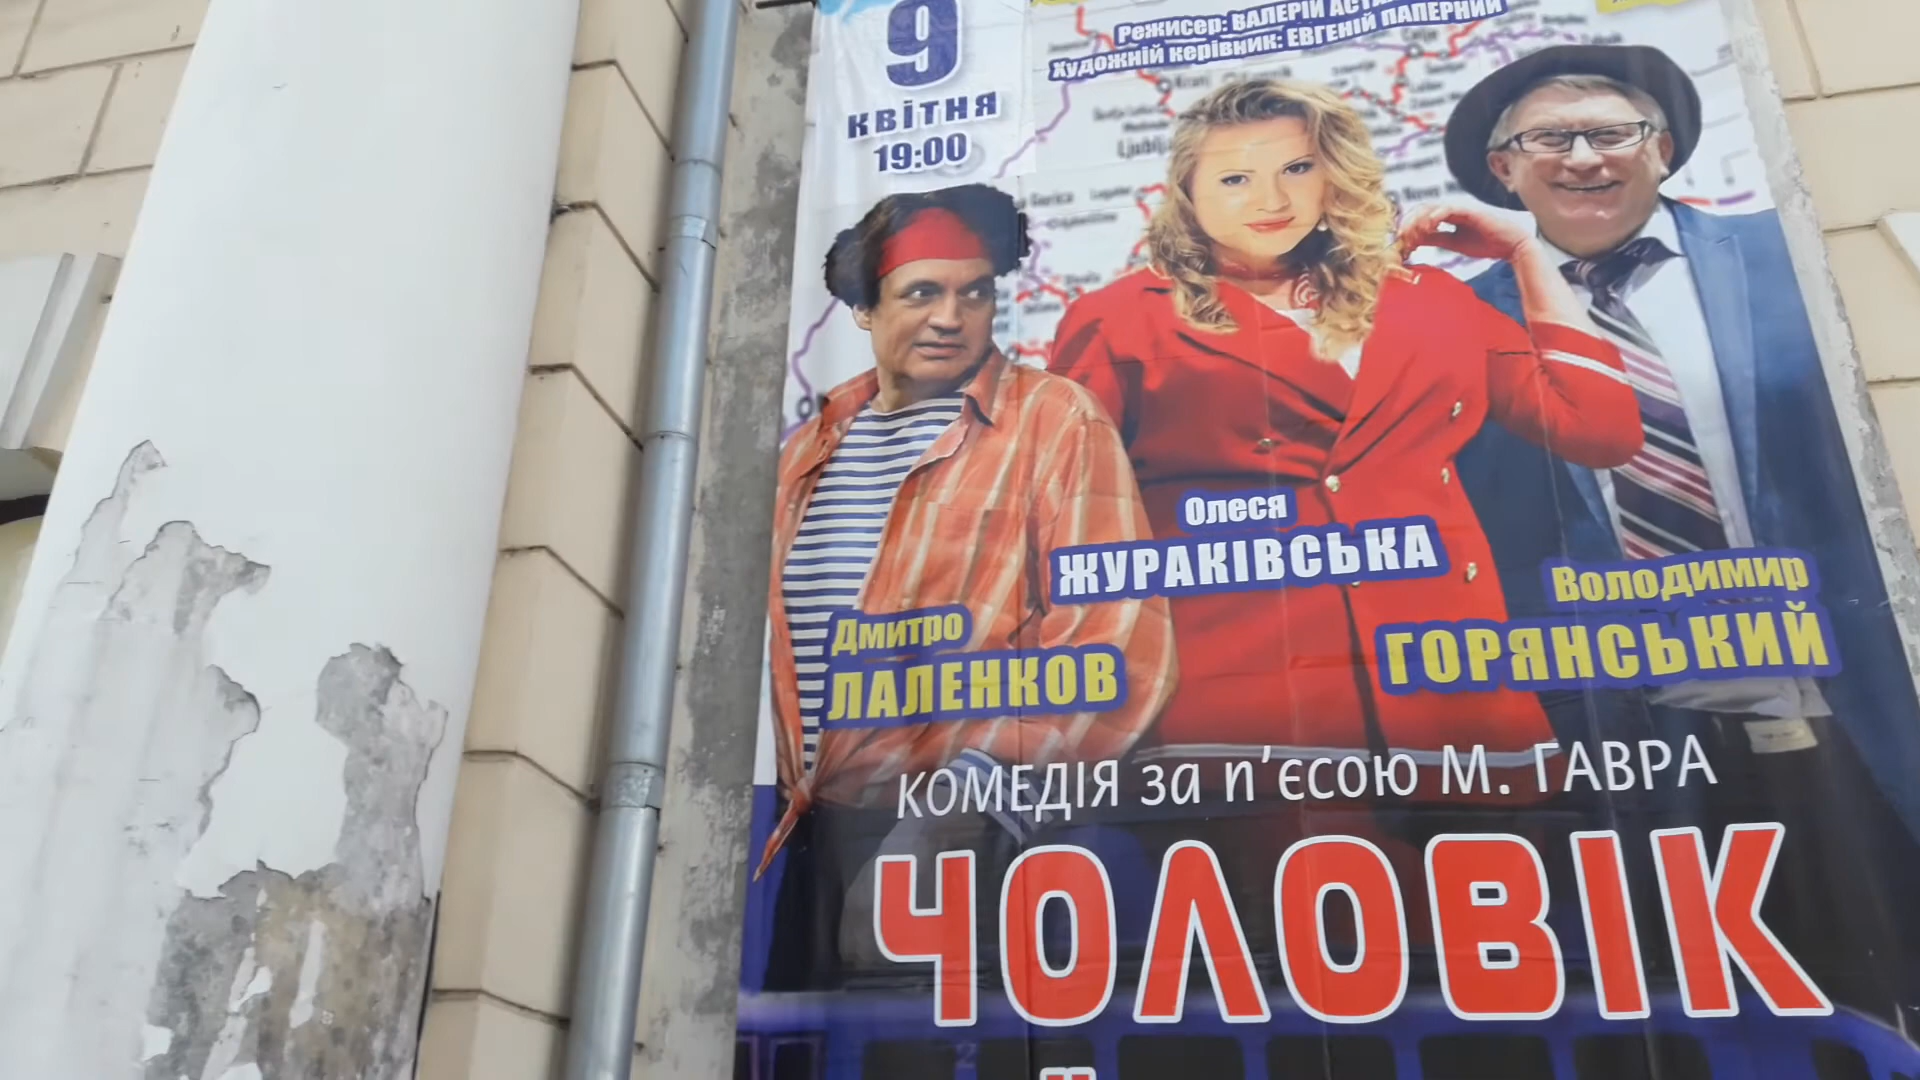 9
квітня
19:00
Режисер: ВАЛЕРІЙ
Художній керівник: ЕВГЕНІЙ ПАПЕРНИЙ
Олеся
ЖУРАКІВСЬКА
Володимир
ГОРЯНСЬКИЙ
Дмитро
ЛАЛЕНКОВ
КОМЕДІЯ за п'єсою М. ГАВРА
ЧОЛОВІК